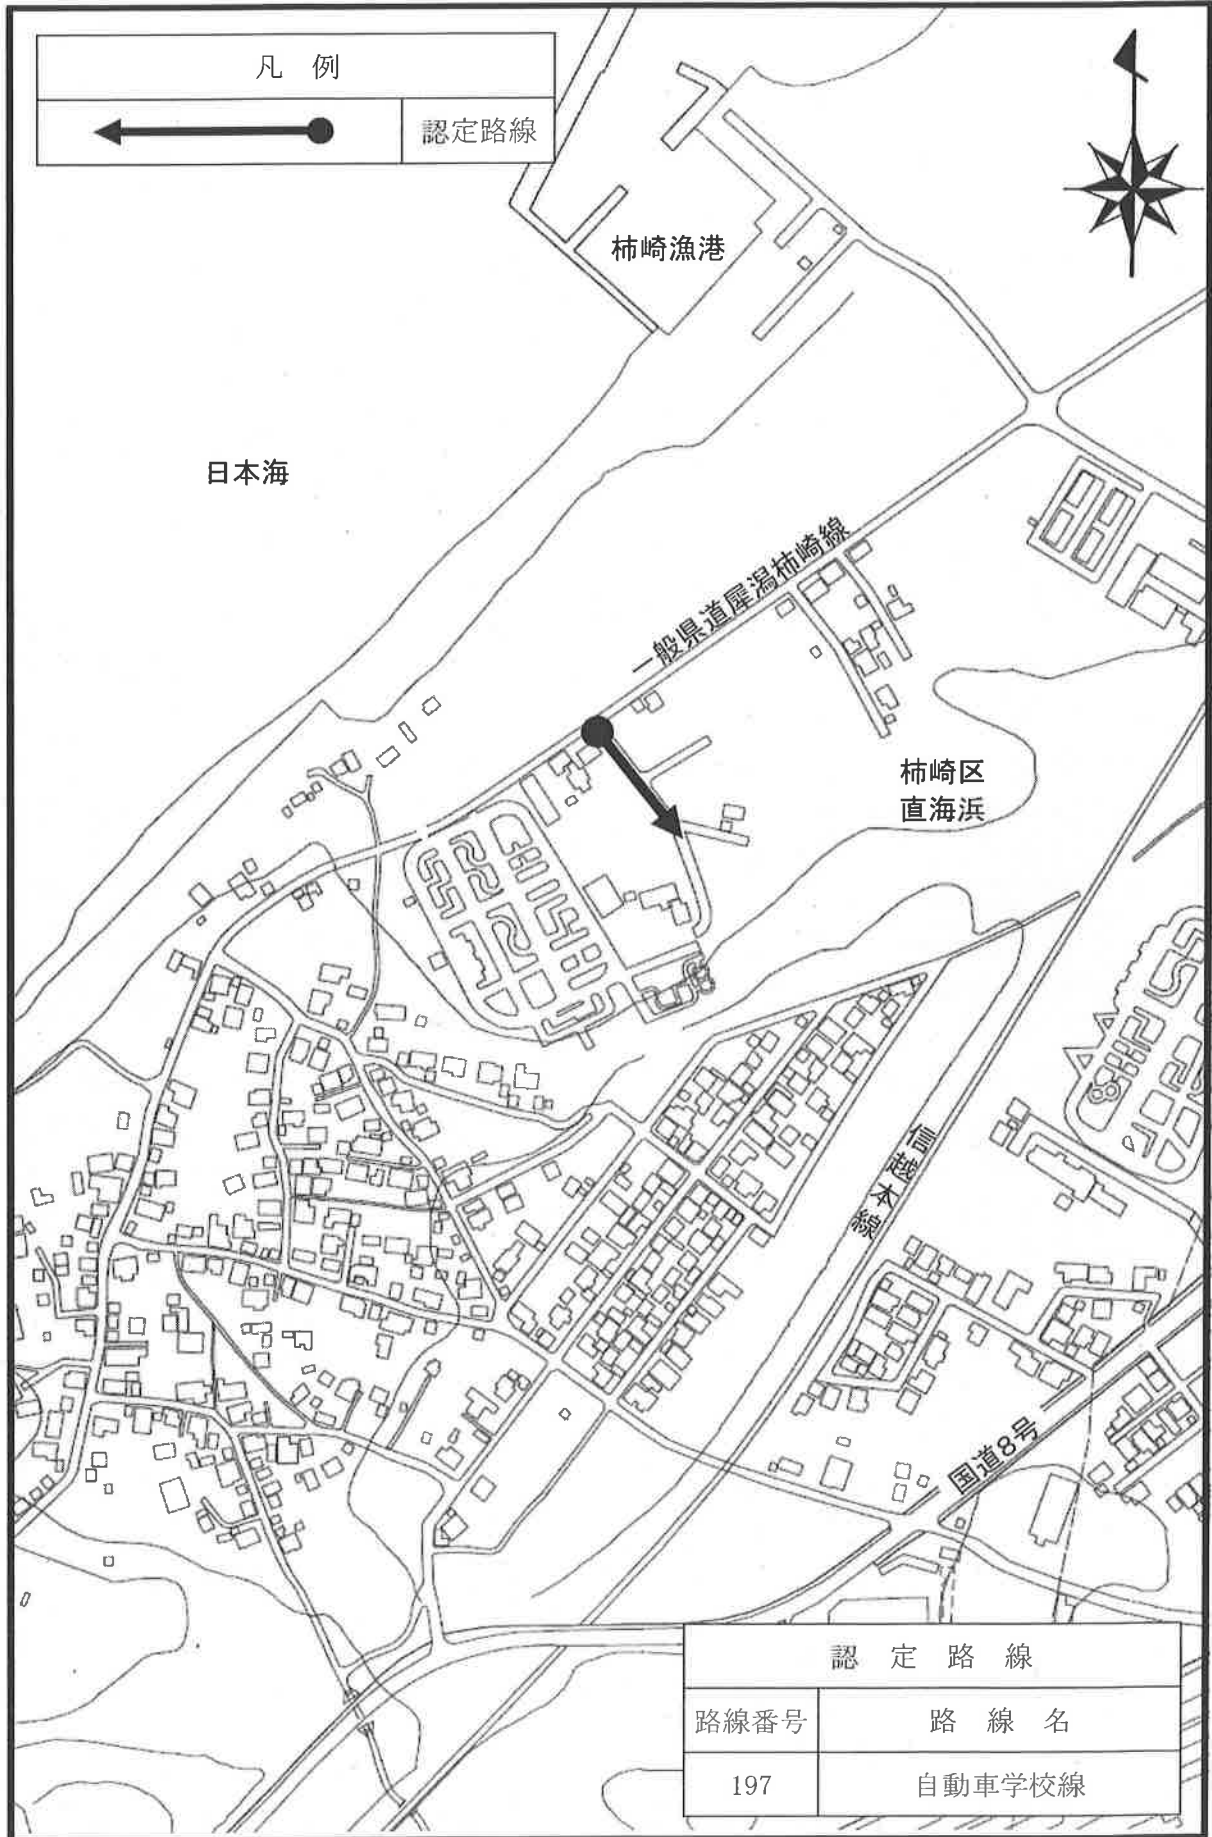 凡 例
認定路線
柿崎漁港
日本海
一般県道犀潟柿崎線
柿崎区
直海浜
信越本線
国道8号
認 定 路 線
路線番号
路 線 名
197
自動車学校線